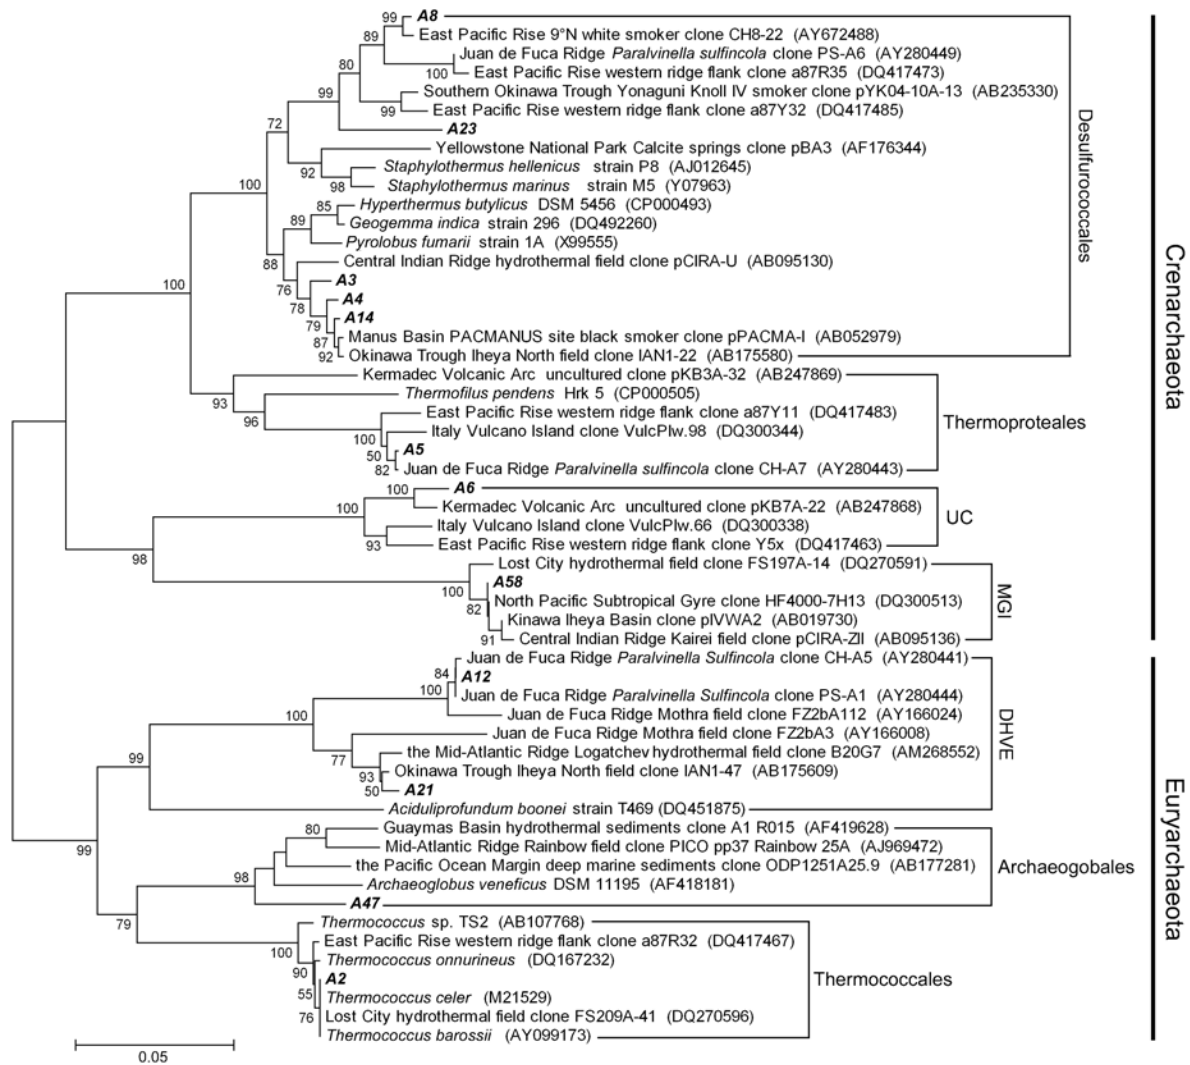 99 A8
East Pacific Rise 9°N white smoker clone CH8-22 (AY672488)
89
Juan de Fuca Ridge Paralvinella sulfincola clone PS-A6 (AY280449)
80
100 East Pacific Rise western ridge flank clone a87R35 (DQ417473)
99
Southern Okinawa Trough Yonaguni Knoll IV smoker clone pYK04-10A-13 (AB235330)
99 East Pacific Rise western ridge flank clone a87Y32 (DQ417485)
72
A23
Yellowstone National Park Calcite springs clone pBA3 (AF176344)
92
Staphylothermus hellenicus strain P8 (AJ012645)
98 Staphylothermus marinus strain M5 (Y07963)
100
85 Hyperthermus butylicus DSM 5456 (CP000493)
89
Geogemma indica strain 296 (DQ492260)
Pyrolobus fumarii strain 1A (X99555)
88
Central Indian Ridge hydrothermal field clone pCIRA-U (AB095130)
76
A3
78
A4
79
A14
87
Manus Basin PACMANUS site black smoker clone pPACMA-I (AB052979)
92 Okinawa Trough Iheya North field clone IAN1-22 (AB175580)
Desulfurococcales
100
Kermadec Volcanic Arc uncultured clone pKB3A-32 (AB247869)
93
Thermofilus pendens Hrk 5 (CP000505)
96
East Pacific Rise western ridge flank clone a87Y11 (DQ417483)
100
Italy Vulcano Island clone VulcPlw.98 (DQ300344)
50
A5
82 Juan de Fuca Ridge Paralvinella sulfincola clone CH-A7 (AY280443)
Thermoproteales
100 A6
Kermadec Volcanic Arc uncultured clone pKB7A-22 (AB247868)
100
Italy Vulcano Island clone VulcPlw.66 (DQ300338)
93 East Pacific Rise western ridge flank clone Y5x (DQ417463)
UC
98
Lost City hydrothermal field clone FS197A-14 (DQ270591)
100
A58
82
North Pacific Subtropical Gyre clone HF4000-7H13 (DQ300513)
Kinawa Iheya Basin clone pIVWA2 (AB019730)
91 Central Indian Ridge Kairei field clone pCIRA-ZII (AB095136)
MGI
Crenarchaeota
Juan de Fuca Ridge Paralvinella Sulfincola clone CH-A5 (AY280441)
84 A12
100
Juan de Fuca Ridge Paralvinella Sulfincola clone PS-A1 (AY280444)
Juan de Fuca Ridge Mothra field clone FZ2bA112 (AY166024)
100
Juan de Fuca Ridge Mothra field clone FZ2bA3 (AY166008)
77
the Mid-Atlantic Ridge Logatchev hydrothermal field clone B20G7 (AM268552)
93
Okinawa Trough Iheya North field clone IAN1-47 (AB175609)
50 A21
99
Aciduliprofundum boonei strain T469 (DQ451875)
DHVE
99
80 Guaymas Basin hydrothermal sediments clone A1 R015 (AF419628)
Mid-Atlantic Ridge Rainbow field clone PICO pp37 Rainbow 25A (AJ969472)
the Pacific Ocean Margin deep marine sediments clone ODP1251A25.9 (AB177281)
98
Archaeoglobus veneficus DSM 11195 (AF418181)
A47
Archaeogobales
79
Thermococcus sp. TS2 (AB107768)
100
East Pacific Rise western ridge flank clone a87R32 (DQ417467)
90
Thermococcus onnurineus (DQ167232)
A2
55
Thermococcus celer (M21529)
76
Lost City hydrothermal field clone FS209A-41 (DQ270596)
Thermococcus barossii (AY099173)
Thermococcales
Euryarchaeota
0.05